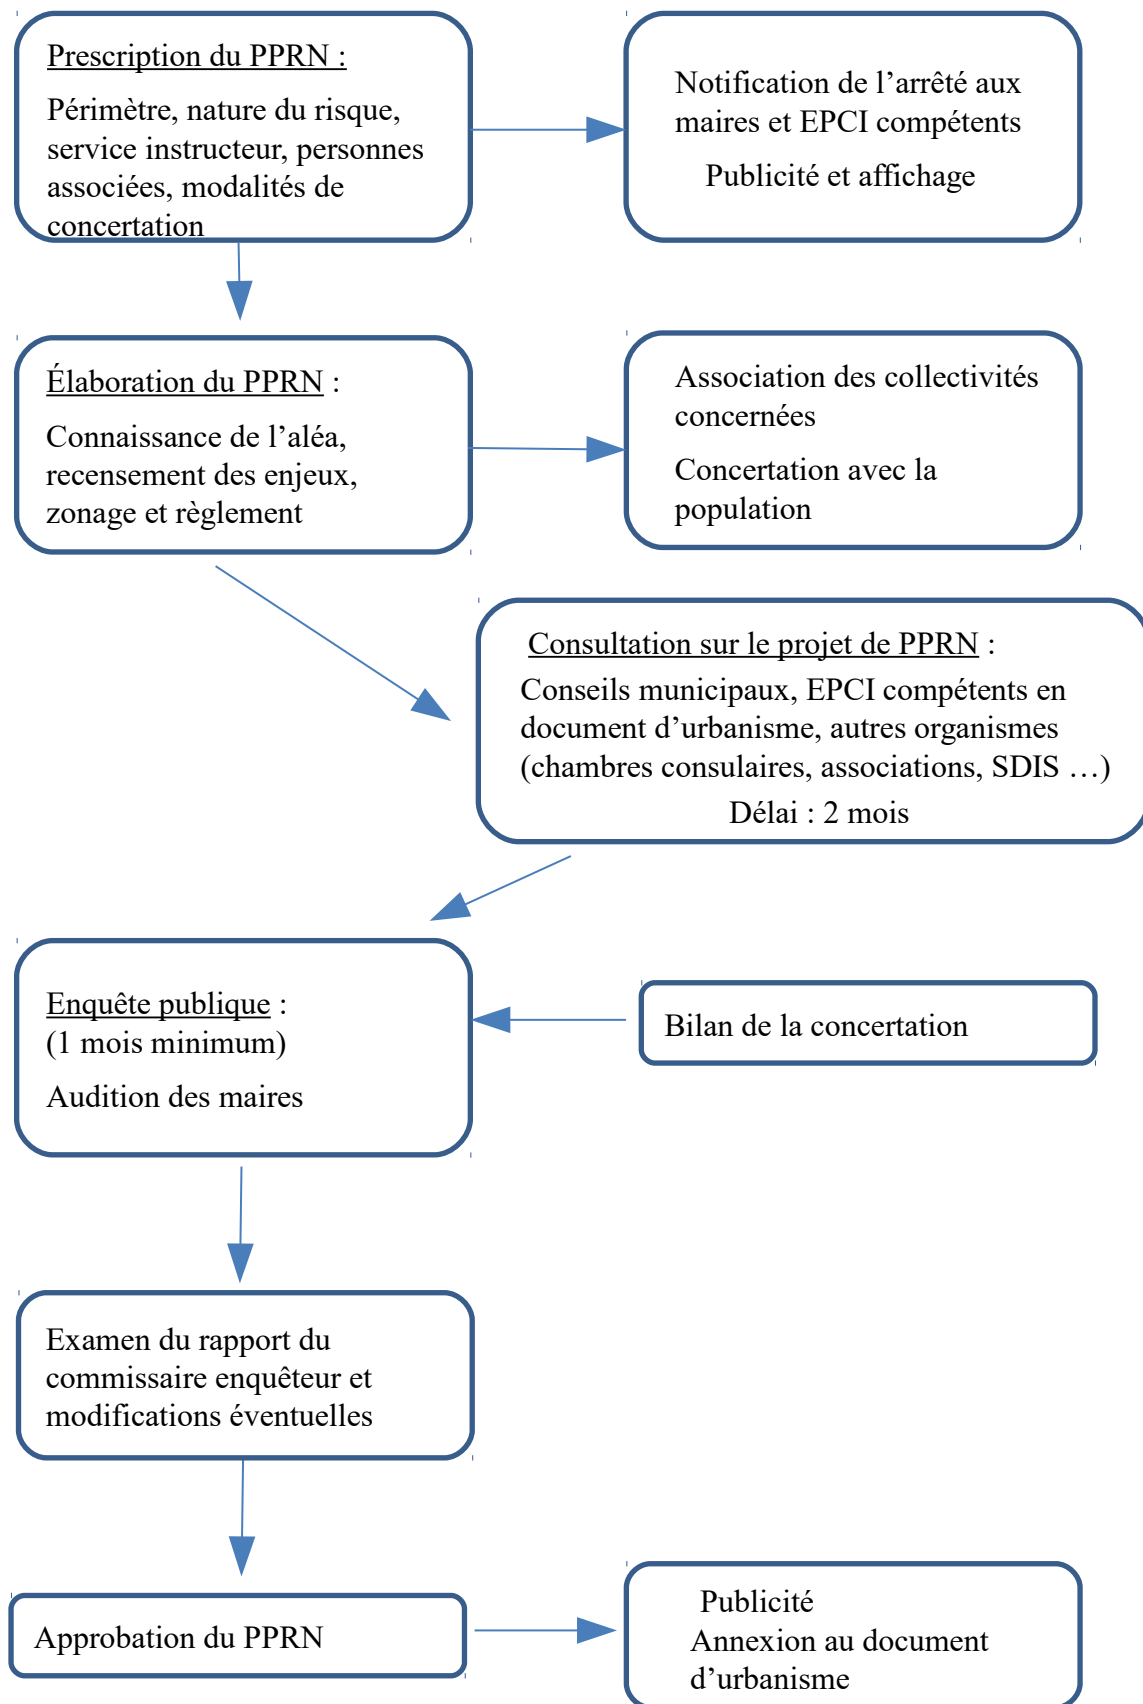 Prescription du PPRN :
Périmètre, nature du risque,
service instructeur, personnes
associées, modalités de
concertation
Notification de l’arrêté aux
maires et EPCI compétents
Publicité et affichage
Élaboration du PPRN :
Connaissance de l’aléa,
recensement des enjeux,
zonage et règlement
Association des collectivités
concernées
Concertation avec la
population
Consultation sur le projet de PPRN :
Conseils municipaux, EPCI compétents en
document d’urbanisme, autres organismes
(chambres consulaires, associations, SDIS …)
Délai : 2 mois
Enquête publique :
(1 mois minimum)
Audition des maires
Bilan de la concertation
Examen du rapport du
commissaire enquêteur et
modifications éventuelles
Approbation du PPRN
Publicité
Annexion au document
d’urbanisme